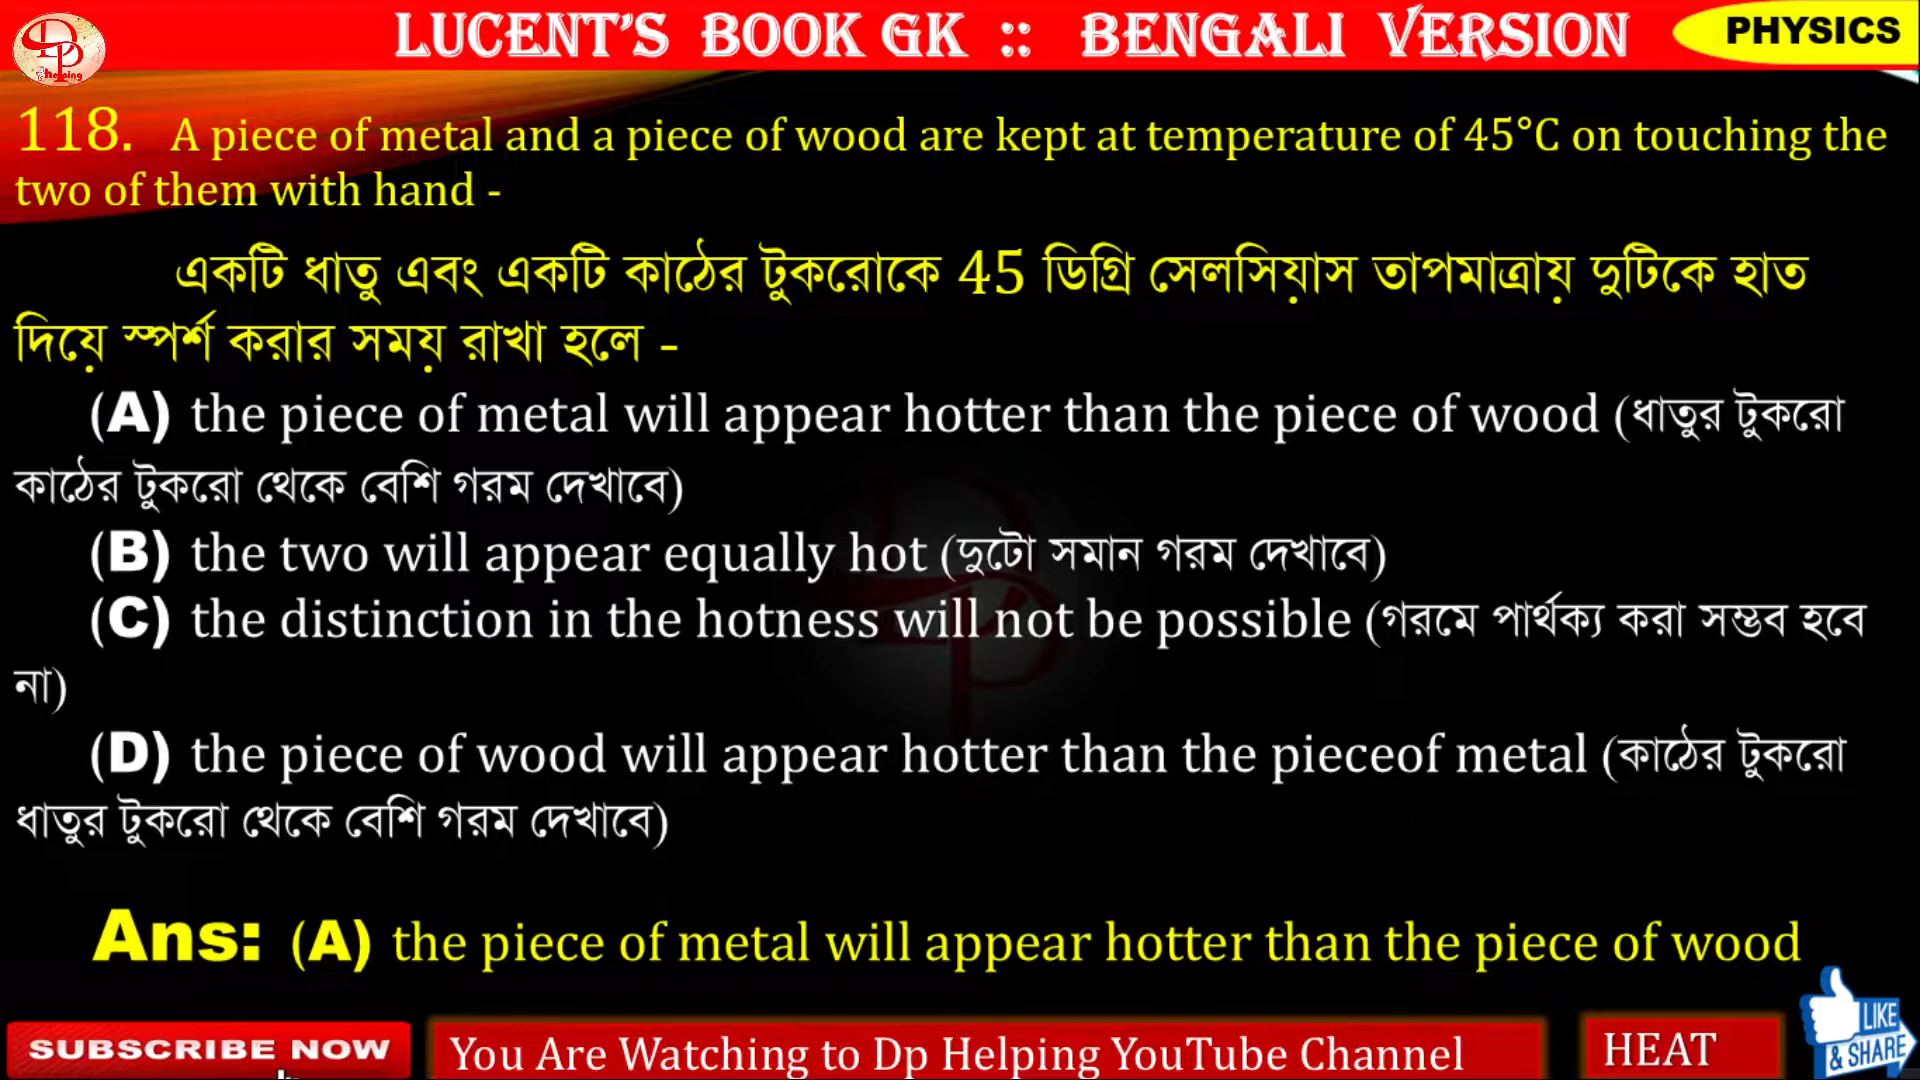 LUCENT'S BOOK GK :: BENGALI VERSION
PHYSICS
helping
118. A piece of metal and a piece of wood are kept at temperature of 45°C on touching the
two of them with hand -
একটি ধাতু এবং একটি কাঠের টুকরোকে 45 ডিগ্রি সেলসিয়াস তাপমাত্রায় দুটিকে হাত
দিয়ে স্পর্শ করার সময় রাখা হলে -
(A) the piece of metal will appear hotter than the piece of wood (ধাতুর টুকরো
কাঠের টুকরো থেকে বেশি গরম দেখাবে)
(B) the two will appear equally hot (দুটো সমান গরম দেখাবে)
(C) the distinction in the hotness will not be possible (গরমে পার্থক্য করা সম্ভব হবে
না)
(D) the piece of wood will appear hotter than the pieceof metal (কাঠের টুকরো
ধাতুর টুকরো থেকে বেশি গরম দেখাবে)
Ans: (A) the piece of metal will appear hotter than the piece of wood
LIKE
& SHARE
SUBSCRIBE NOW
You Are Watching to Dp Helping YouTube Channel
HEAT